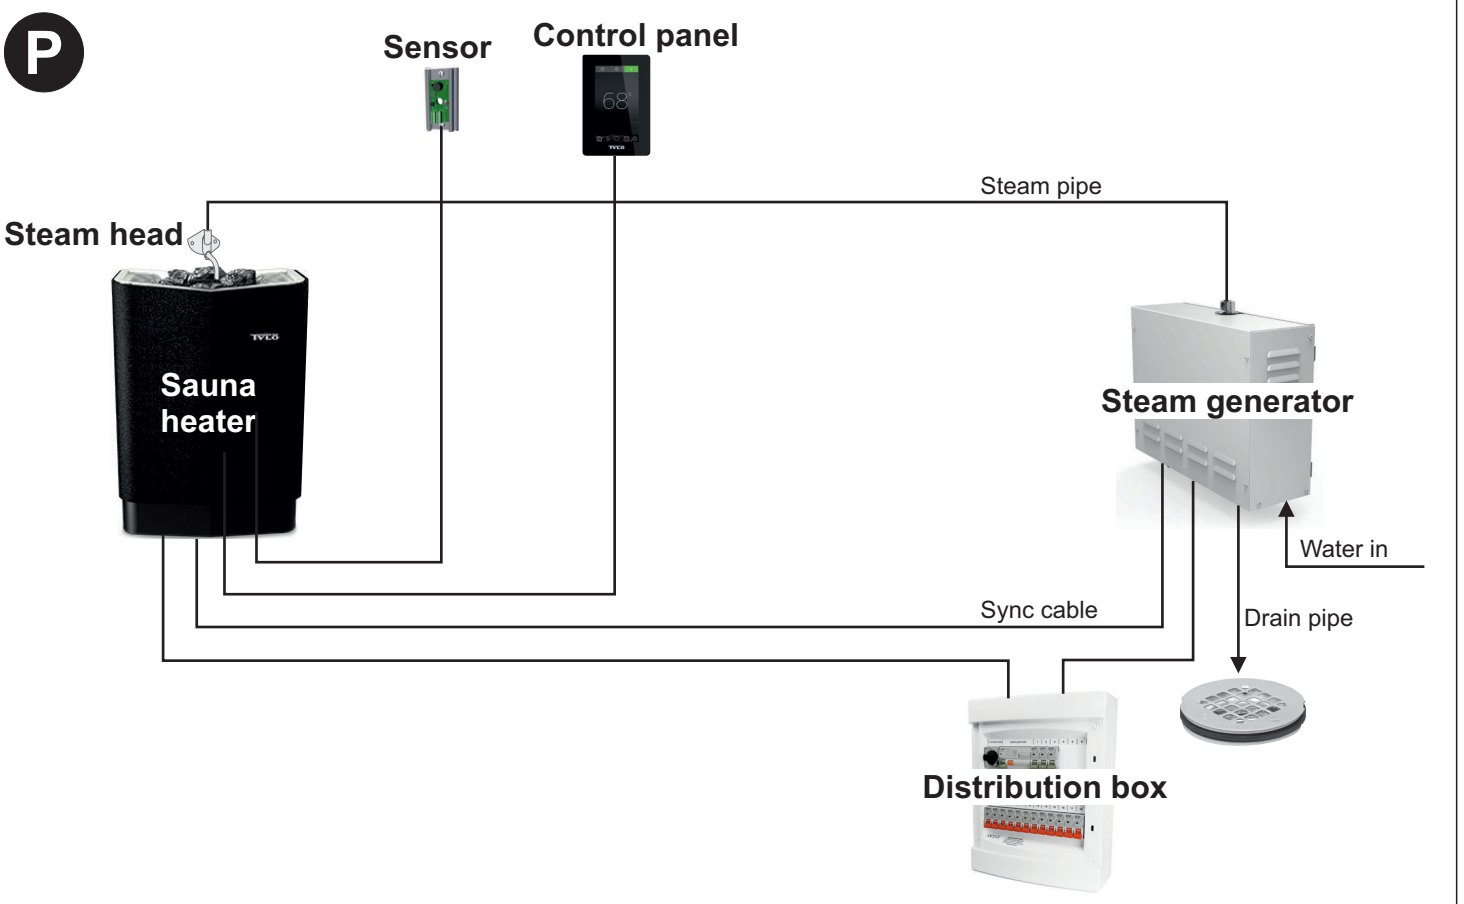 P
Sensor
Control panel
68°
TYLÖ
Steam pipe
Steam head
TYLÖ
Sauna
heater
Steam generator
Water in
Sync cable
Drain pipe
Distribution box